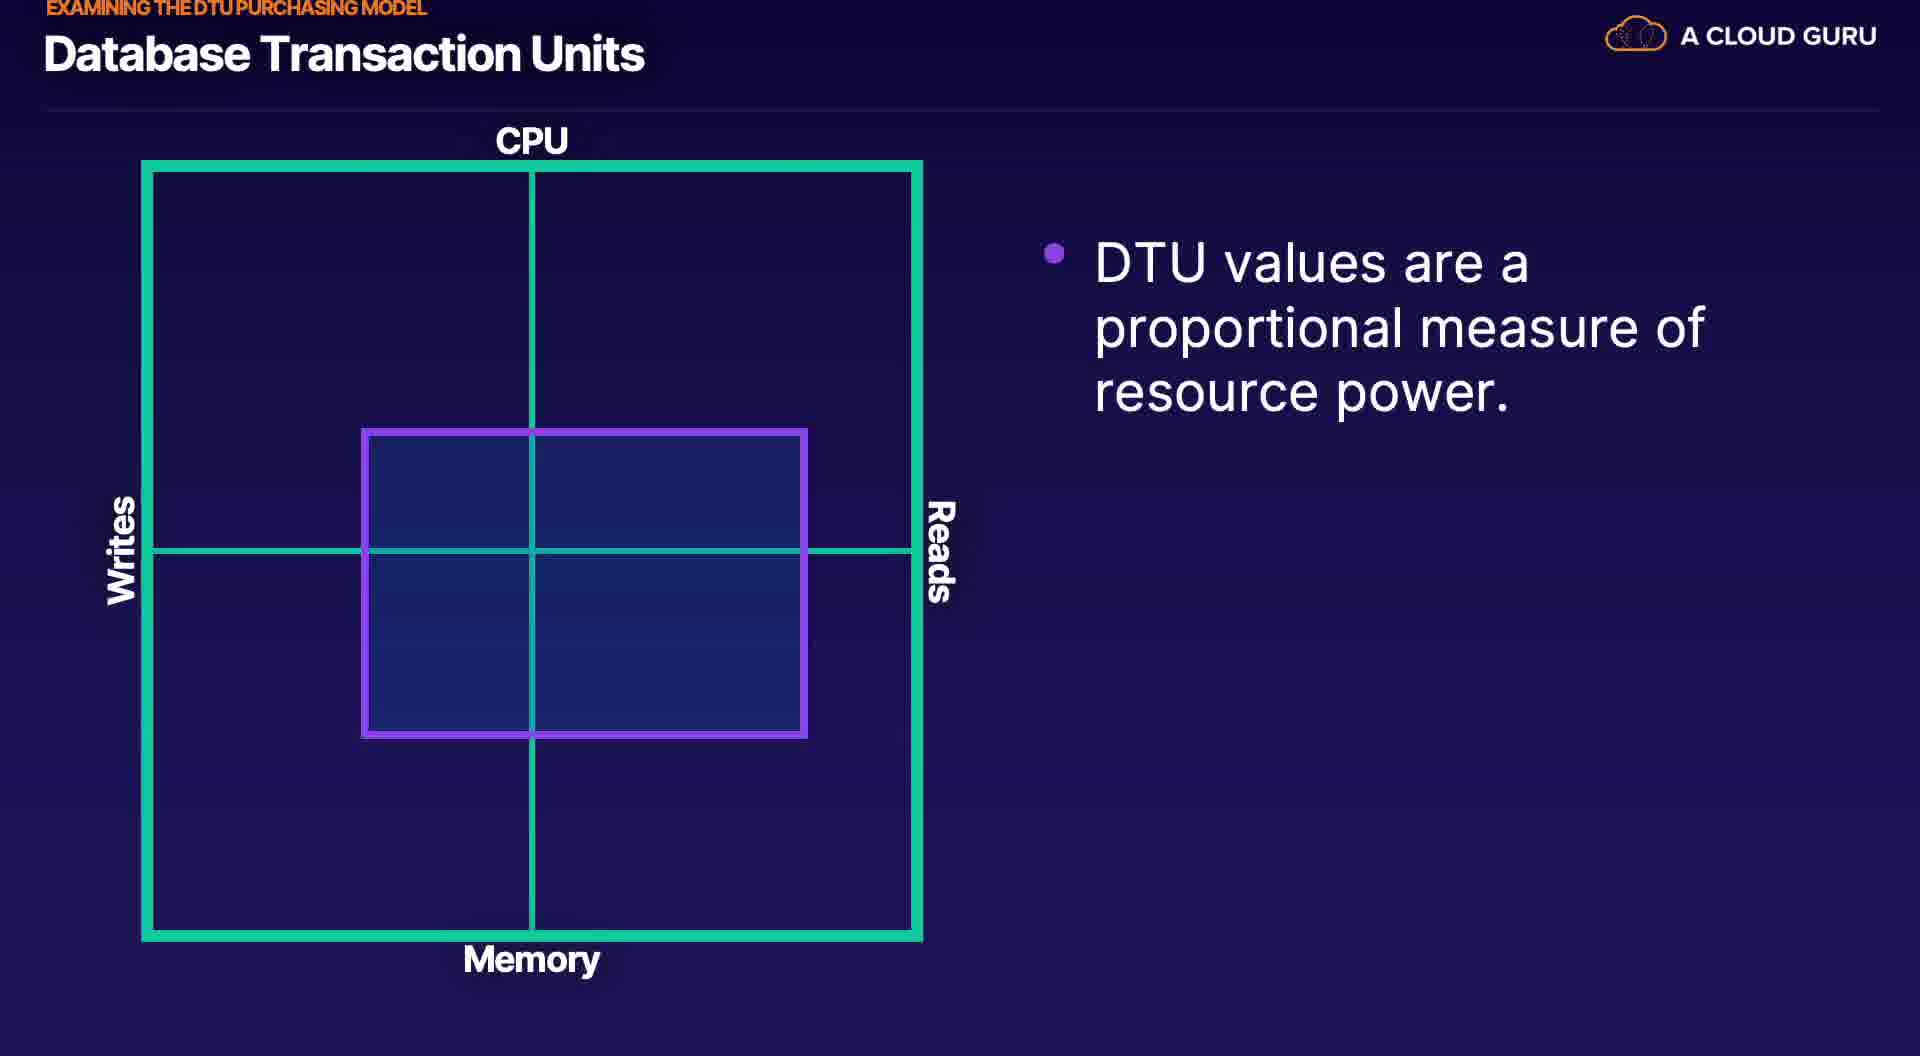 EXAMINING THE DTU PURCHASING MODEL
Database Transaction Units
A CLOUD GURU
CPU
Writes
Reads
Memory
DTU values are a
proportional measure of
resource power.